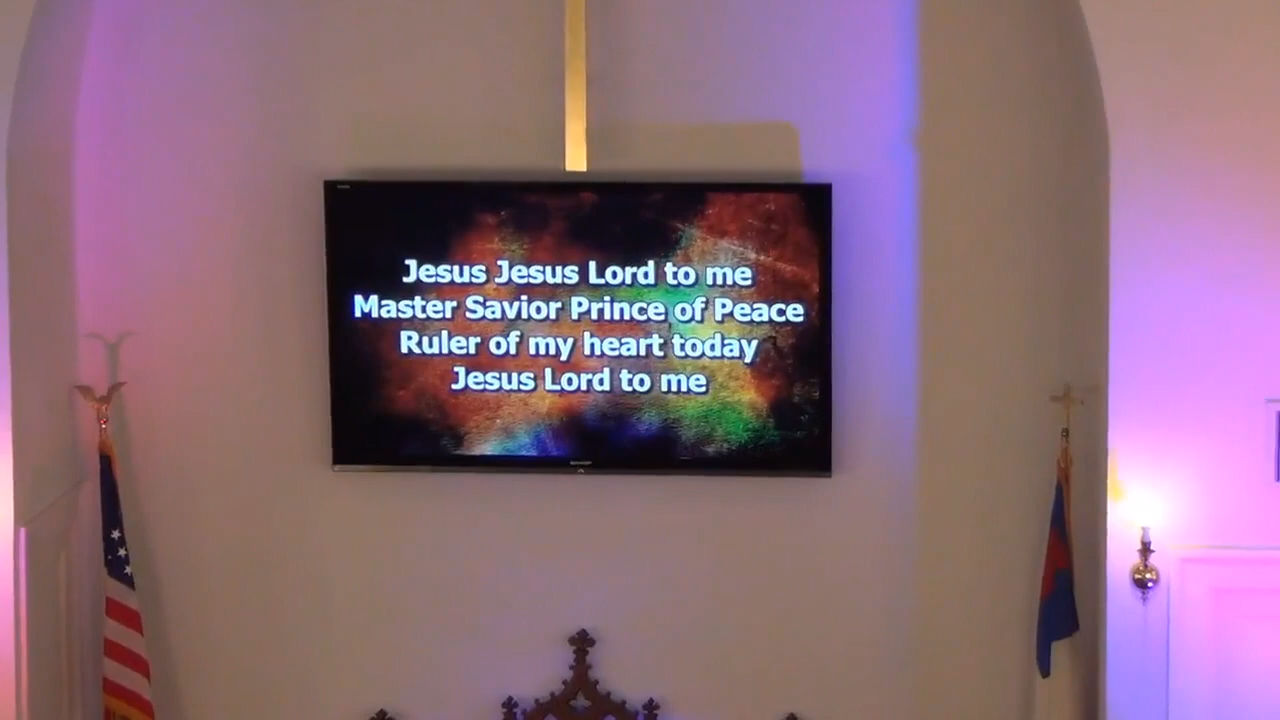 Jesus Jesus Lord to me
Master Savior Prince of Peace
Ruler of my heart today
Jesus Lord to me